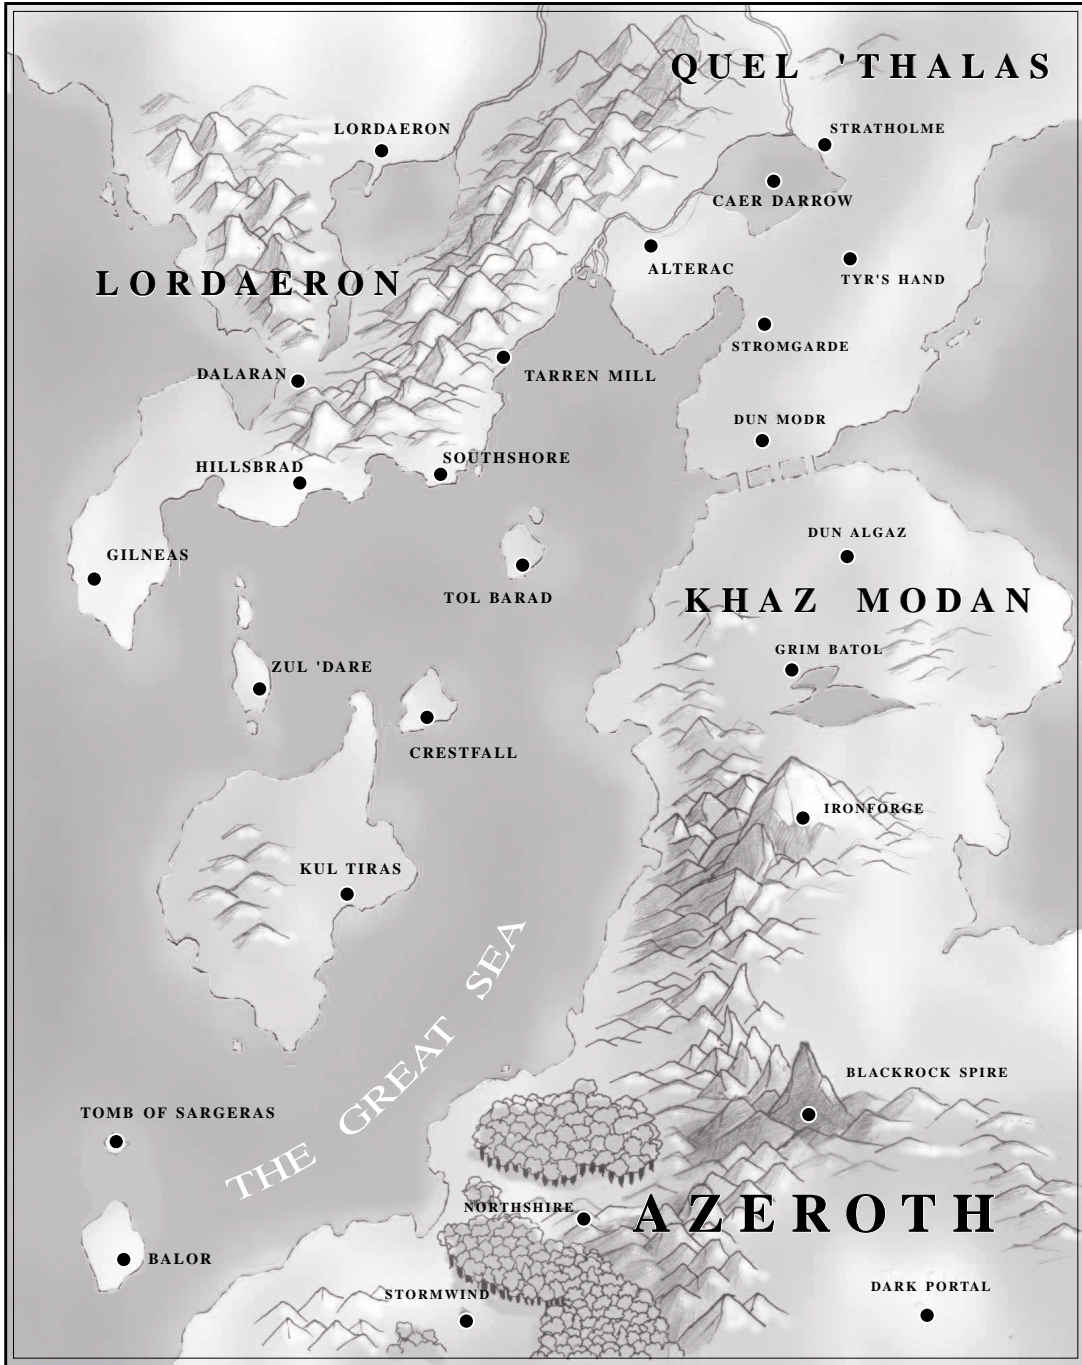 QUEL 'THALAS
LORDAERON
STRATHOLME
CAER DARROW
ALTERAC
TYR'S HAND
LORDAERON
STROMGARDE
DALARAN
TARREN MILL
DUN MODR
HILLSBRAD
SOUTHSHORE
DUN ALGAZ
GILNEAS
TOL BARAD
KHAZ MODAN
GRIM BATOL
ZUL 'DARE
CRESTFALL
IRONFORGE
KUL TIRAS
THE GREAT SEA
BLACKROCK SPIRE
TOMB OF SARGERAS
NORTHSHIRE
AZEROTH
BALOR
DARK PORTAL
STORMWIND